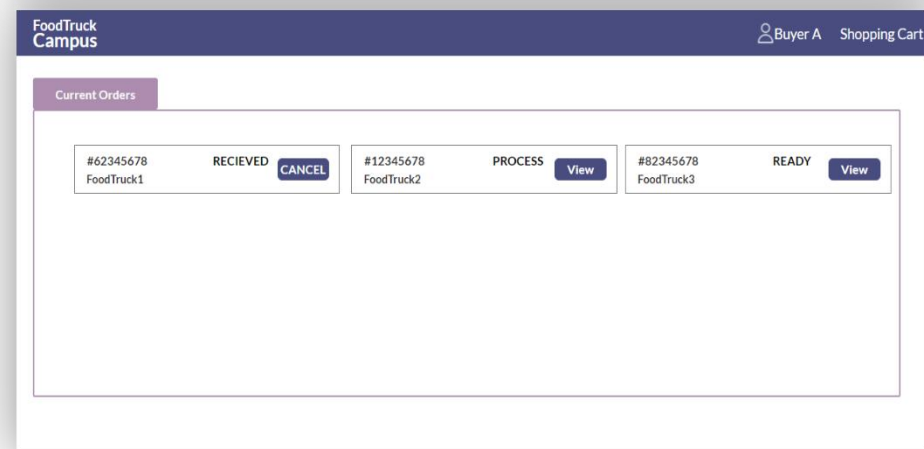 FoodTruck
Campus
Buyer A
Shopping Cart
Current Orders
#62345678
FoodTruck1
RECIEVED
CANCEL
#12345678
FoodTruck2
PROCESS
View
#82345678
FoodTruck3
READY
View